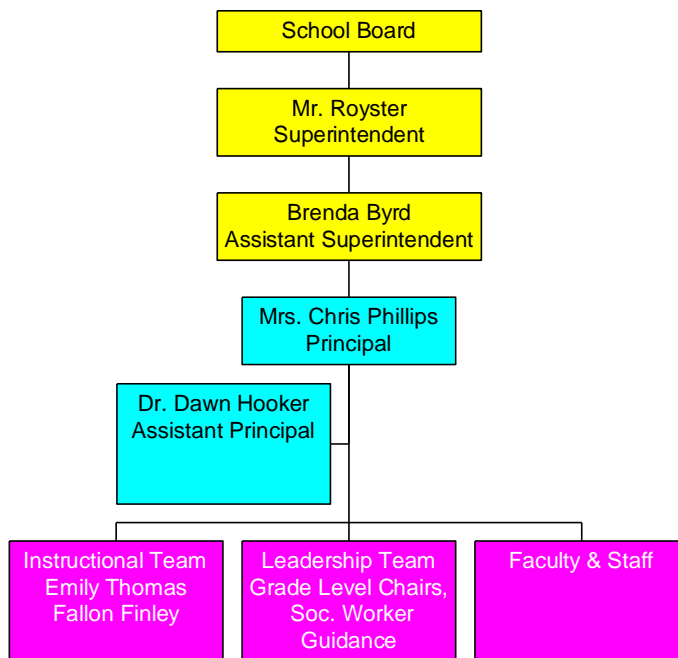 School Board
Mr. Royster
Superintendent
Brenda Byrd
Assistant Superintendent
Mrs. Chris Phillips
Principal
Dr. Dawn Hooker
Assistant Principal
Instructional Team
Emily Thomas
Fallon Finley
Leadership Team
Grade Level Chairs,
Soc. Worker
Guidance
Faculty & Staff